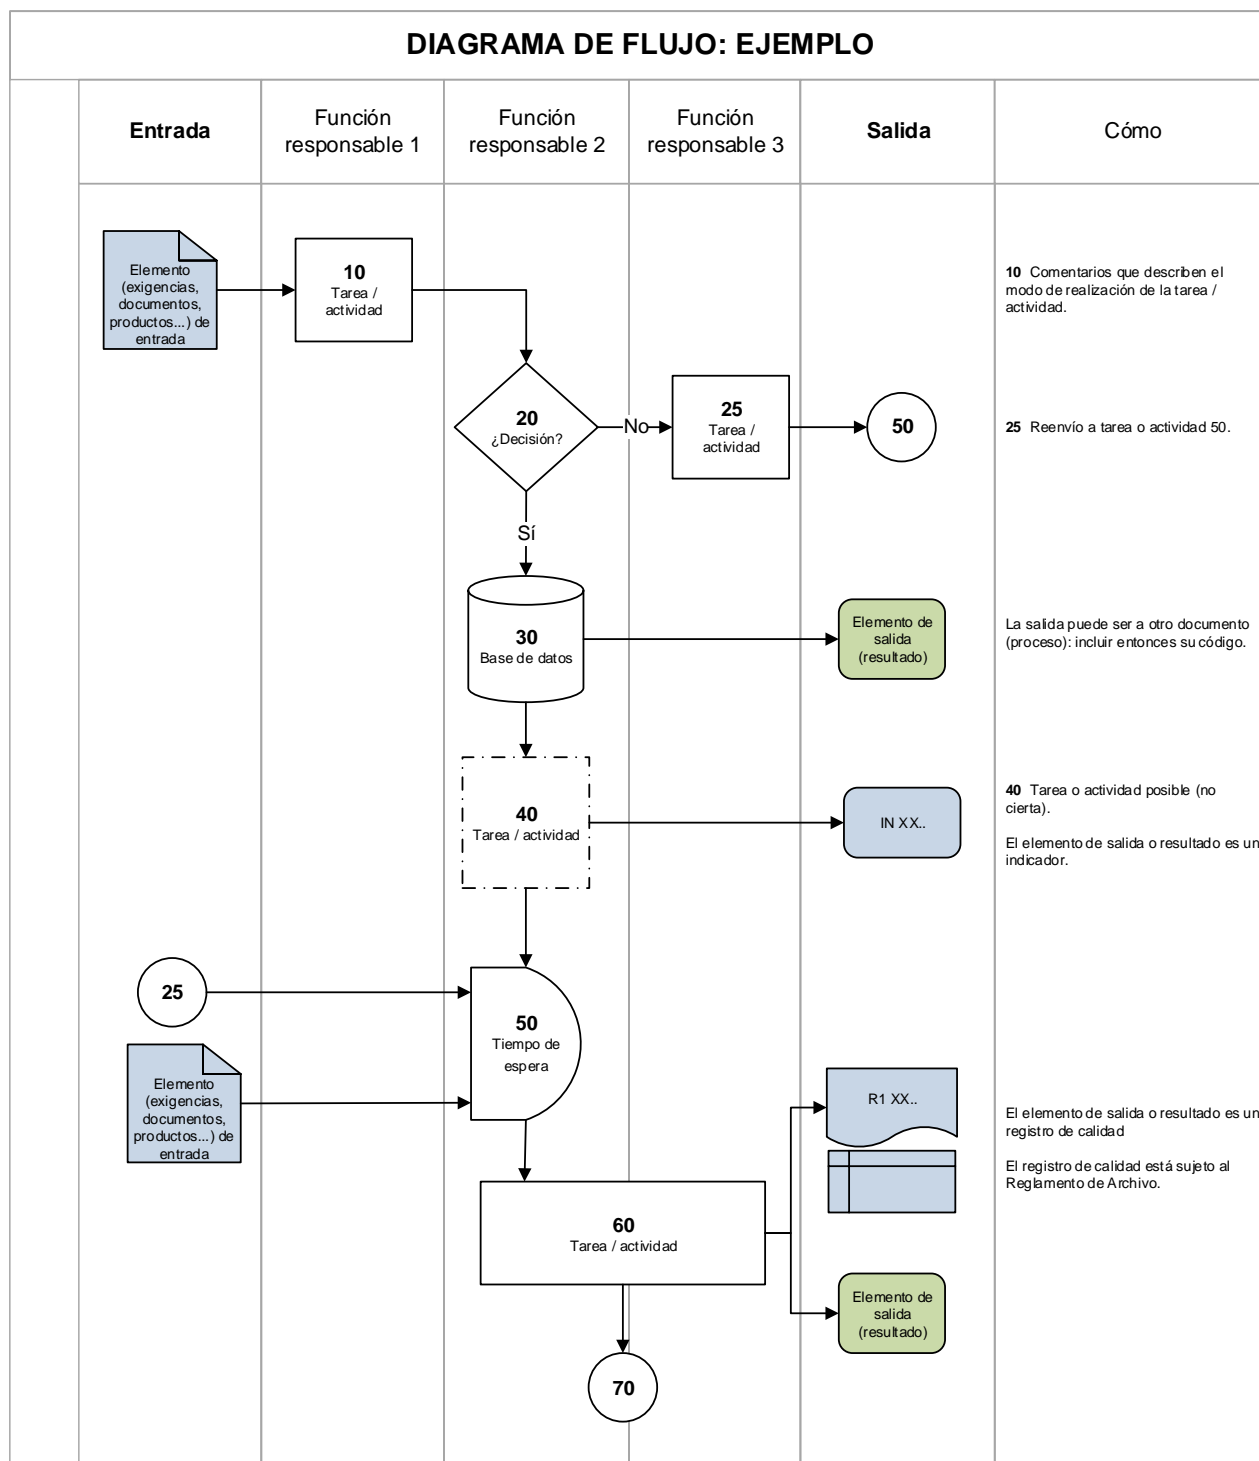 DIAGRAMA DE FLUJO: EJEMPLO
Entrada
Función
responsable 1
Función
responsable 2
Función
responsable 3
Salida
Cómo
Elemento
(exigencias,
documentos,
productos...) de
entrada
10
Tarea /
actividad
10 Comentarios que describen el
modo de realización de la tarea /
actividad.
20
¿Decisión?
No
25
Tarea /
actividad
50
25 Reenvío a tarea o actividad 50.
Sí
30
Base de datos
Elemento de
salida
(resultado)
La salida puede ser a otro documento
(proceso): incluir entonces su código.
40
Tarea / actividad
IN XX..
40 Tarea o actividad posible (no
cierta).
El elemento de salida o resultado es un
indicador.
25
50
Tiempo de
espera
Elemento
(exigencias,
documentos,
productos...) de
entrada
R1 XX..
El elemento de salida o resultado es un
registro de calidad
El registro de calidad está sujeto al
Reglamento de Archivo.
60
Tarea / actividad
Elemento de
salida
(resultado)
70